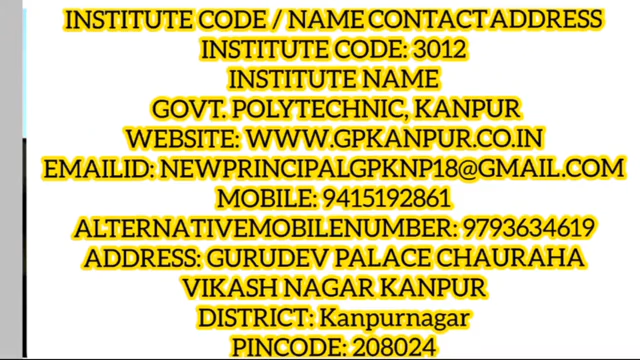 INSTITUTE CODE / NAME CONTACT ADDRESS
INSTITUTE CODE: 3012
INSTITUTE NAME
GOVT. POLYTECHNIC, KANPUR
WEBSITE: WWW.GPKANPUR.CO.IN
EMAILID: NEWPRINCIPALGPKNP18@GMAIL.COM
MOBILE: 9415192861
ALTERNATIVEMOBILENUMBER: 9793634619
ADDRESS: GURUDEV PALACE CHAURAHA
VIKASH NAGAR KANPUR
DISTRICT: Kanpurnagar
PINCODE: 208024